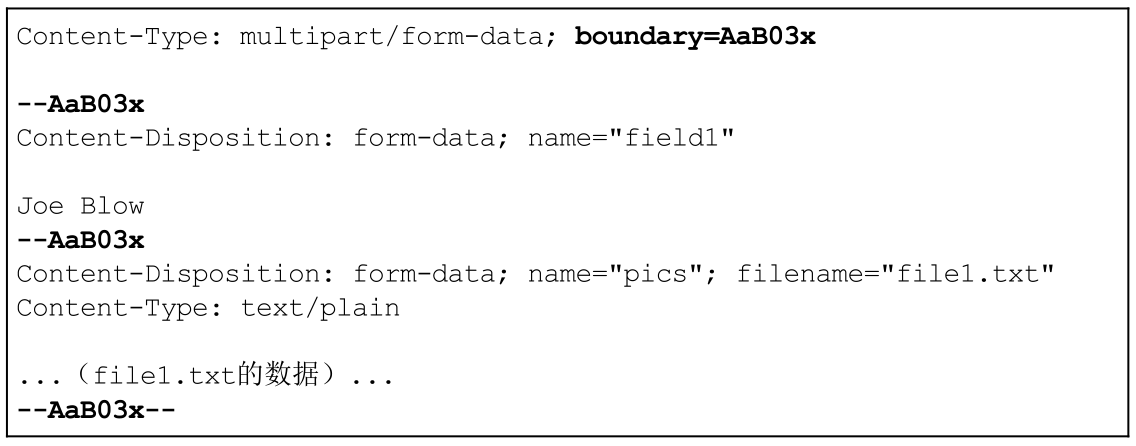 Content-Type: multipart/form-data; boundary=AaB03x
--AaB03x
Content-Disposition: form-data; name="field1"
Joe Blow
--AaB03x
Content-Disposition: form-data; name="pics"; filename="file1.txt"
Content-Type: text/plain
...（file1.txt的数据）...
--AaB03x--